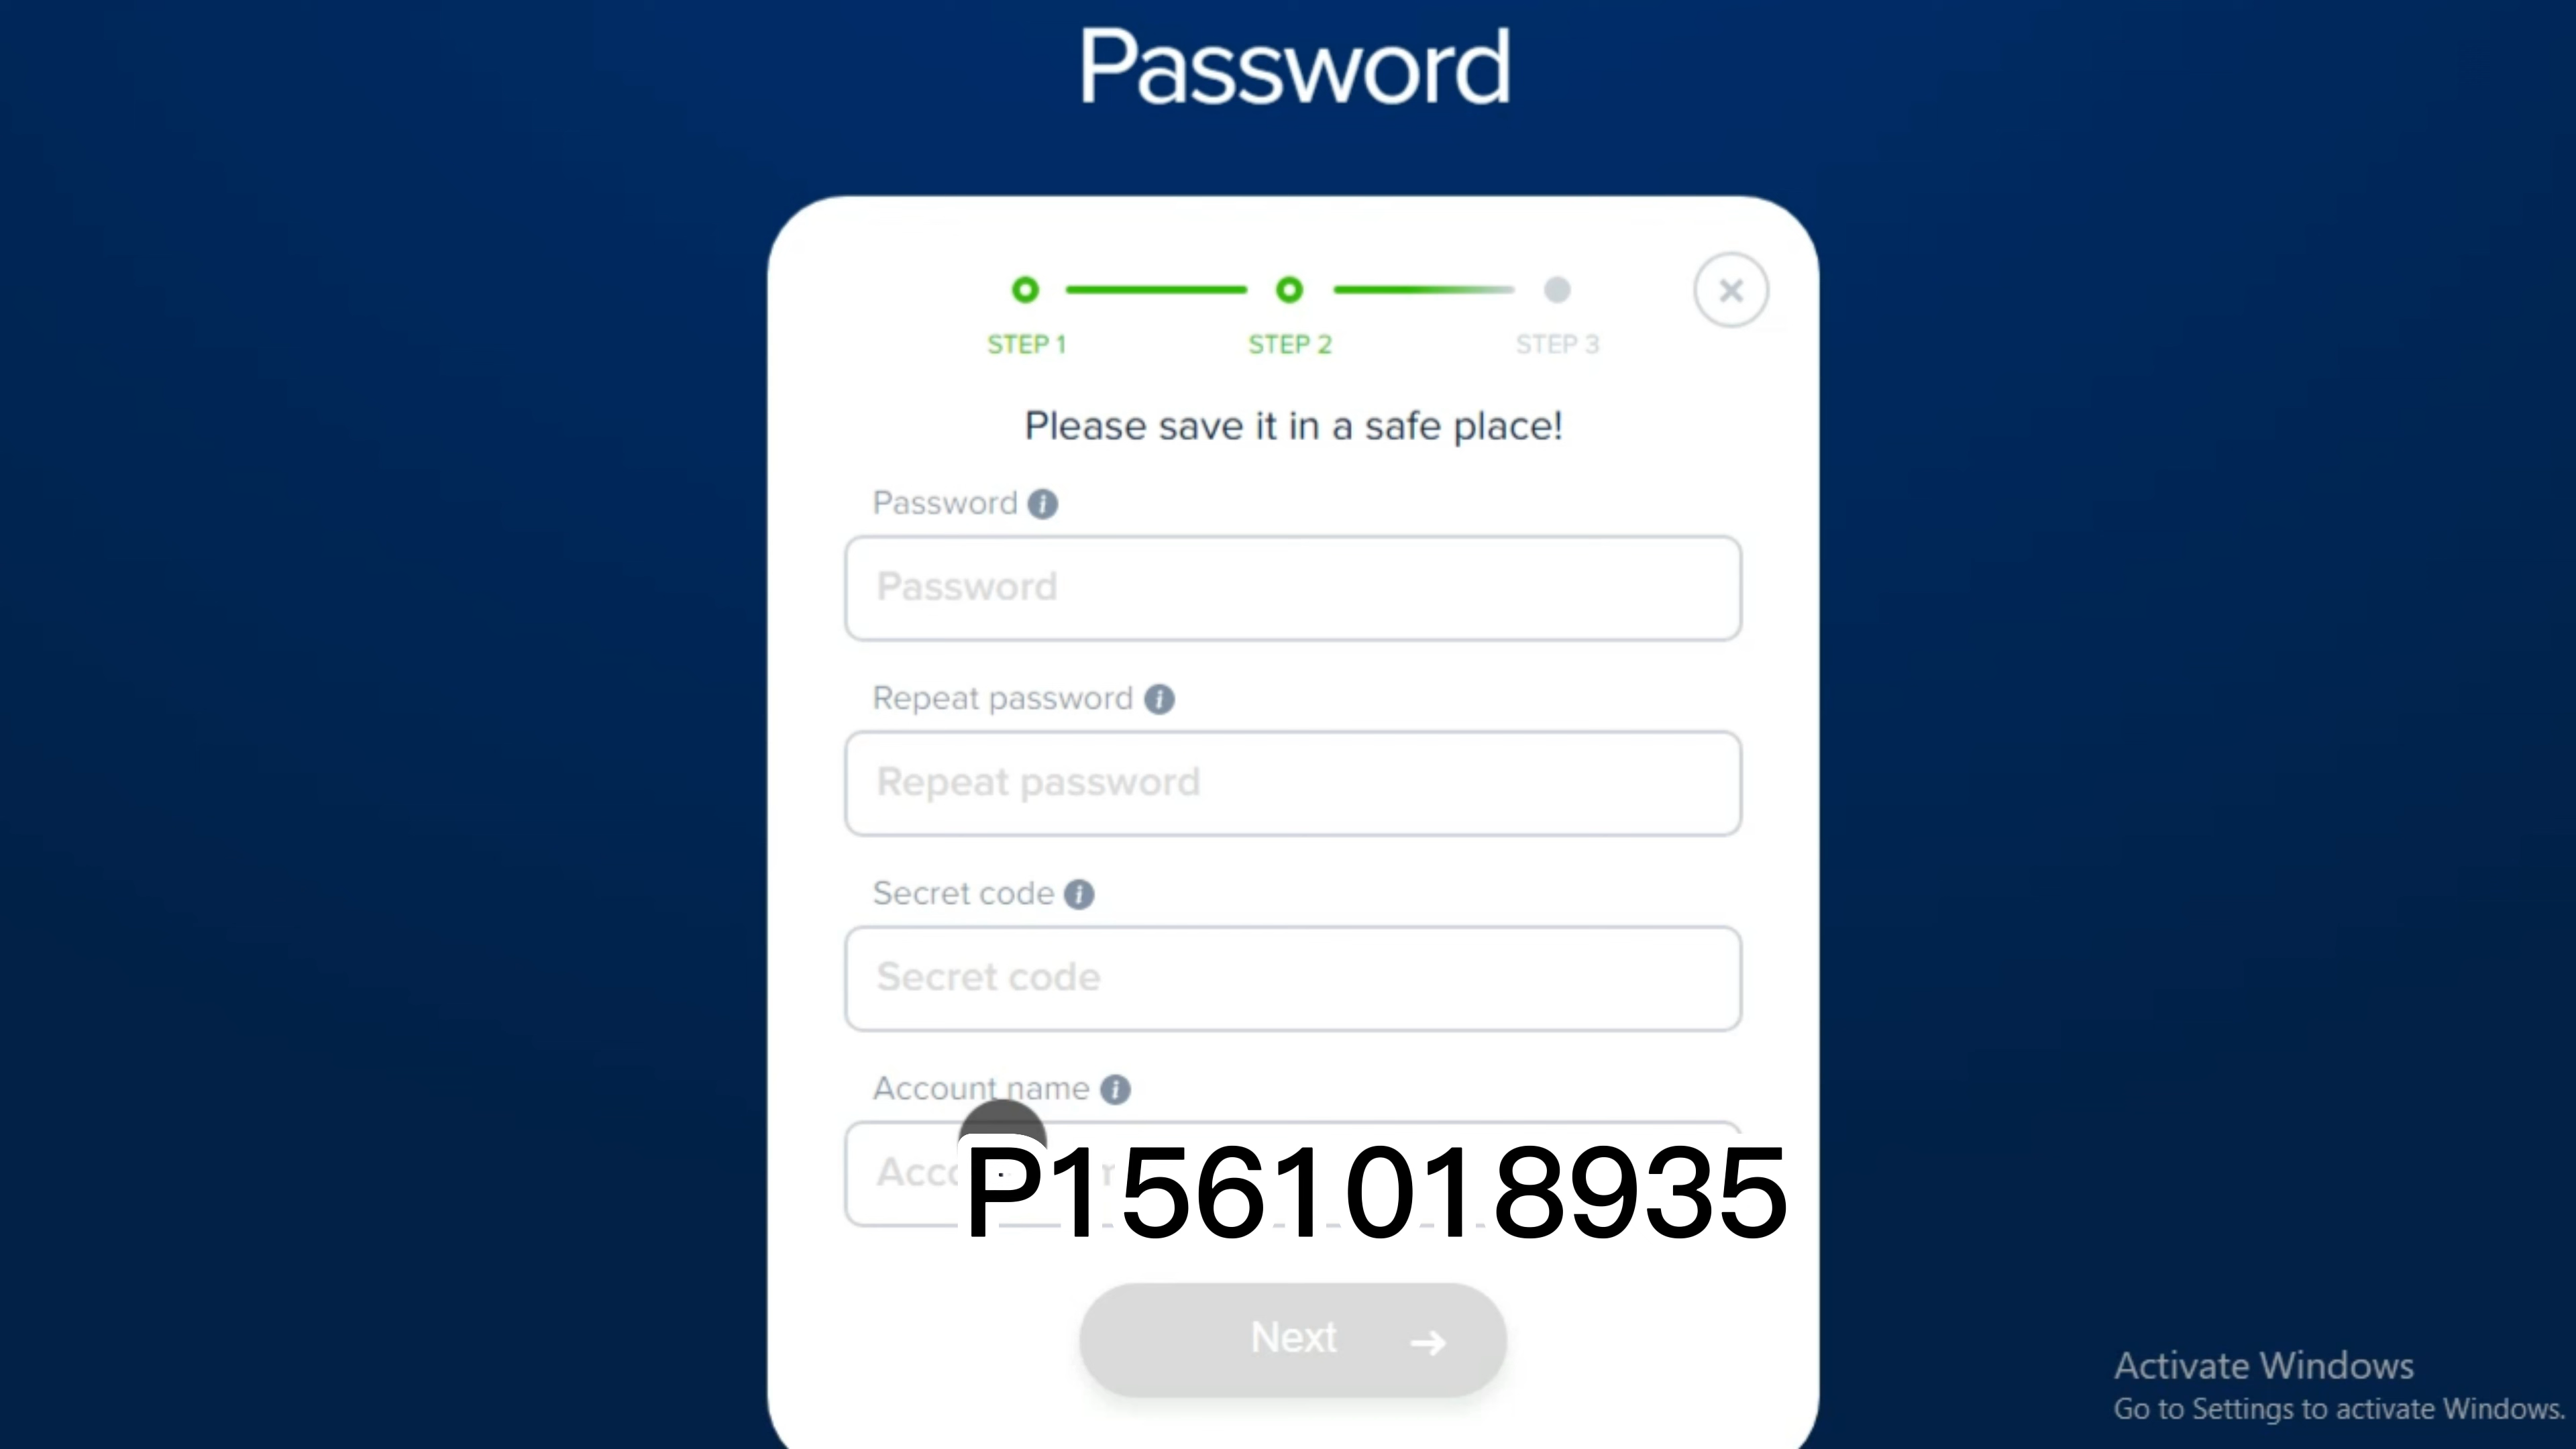 Password
STEP 1 STEP 2 STEP 3
Please save it in a safe place!
Password
Password
Repeat password
Repeat password
Secret code
Secret code
Account name
P1561018935
Next
Activate Windows
Go to Settings to activate Windows.